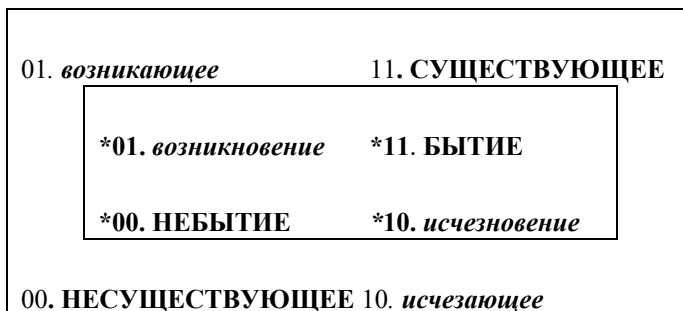 01. возникающее 11. СУЩЕСТВУЮЩЕЕ
*01. возникновение *11. БЫТИЕ
*00. НЕБЫТИЕ *10. исчезновение
00. НЕСУЩЕСТВУЮЩЕЕ 10. исчезающее